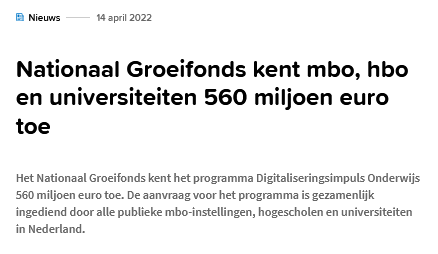 Nieuws 14 april 2022
Nationaal Groeifonds kent mbo, hbo
en universiteiten 560 miljoen euro
toe
Het Nationaal Groeifonds kent het programma Digitaliseringsimpuls Onderwijs
560 miljoen euro toe. De aanvraag voor het programma is gezamenlijk
ingediend door alle publieke mbo-instellingen, hogescholen en universiteiten
in Nederland.